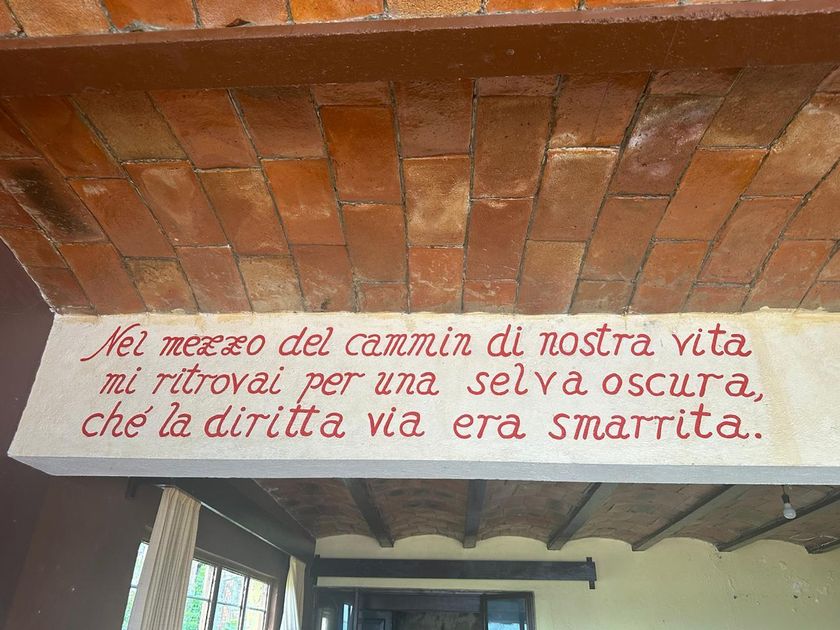 Nel mezzo del cammin di nostra vita
mi ritrovai per una selva oscura,
ché la diritta via era smarrita.